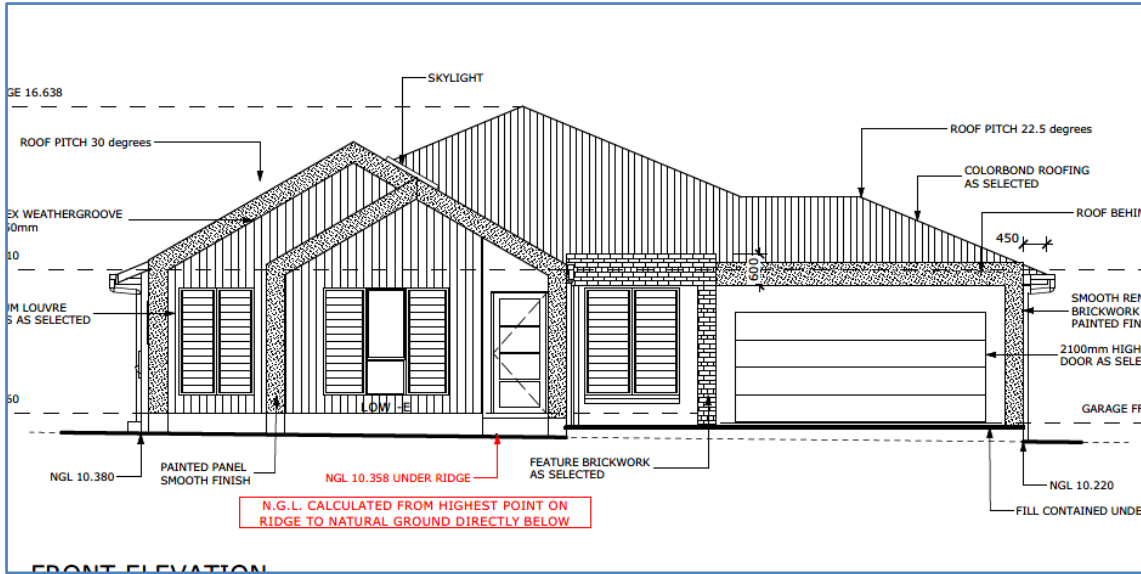 SKYLIGHT
GE 16.638
ROOF PITCH 30 degrees
ROOF PITCH 22.5 degrees
COLORBOND ROOFING
AS SELECTED
EX WEATHERGROOVE
50mm
ROOF BEHIN
450
10
600
UM LOUVRE
S AS SELECTED
SMOOTH REN
BRICKWORK
PAINTED FIN
2100mm HIGH
DOOR AS SELE
60
LOW -E
GARAGE FF
NGL 10.380
PAINTED PANEL
SMOOTH FINISH
NGL 10.358 UNDER RIDGE
FEATURE BRICKWORK
AS SELECTED
NGL 10.220
N.G.L. CALCULATED FROM HIGHEST POINT ON
RIDGE TO NATURAL GROUND DIRECTLY BELOW
FILL CONTAINED UNDE
FRONT ELEVATION